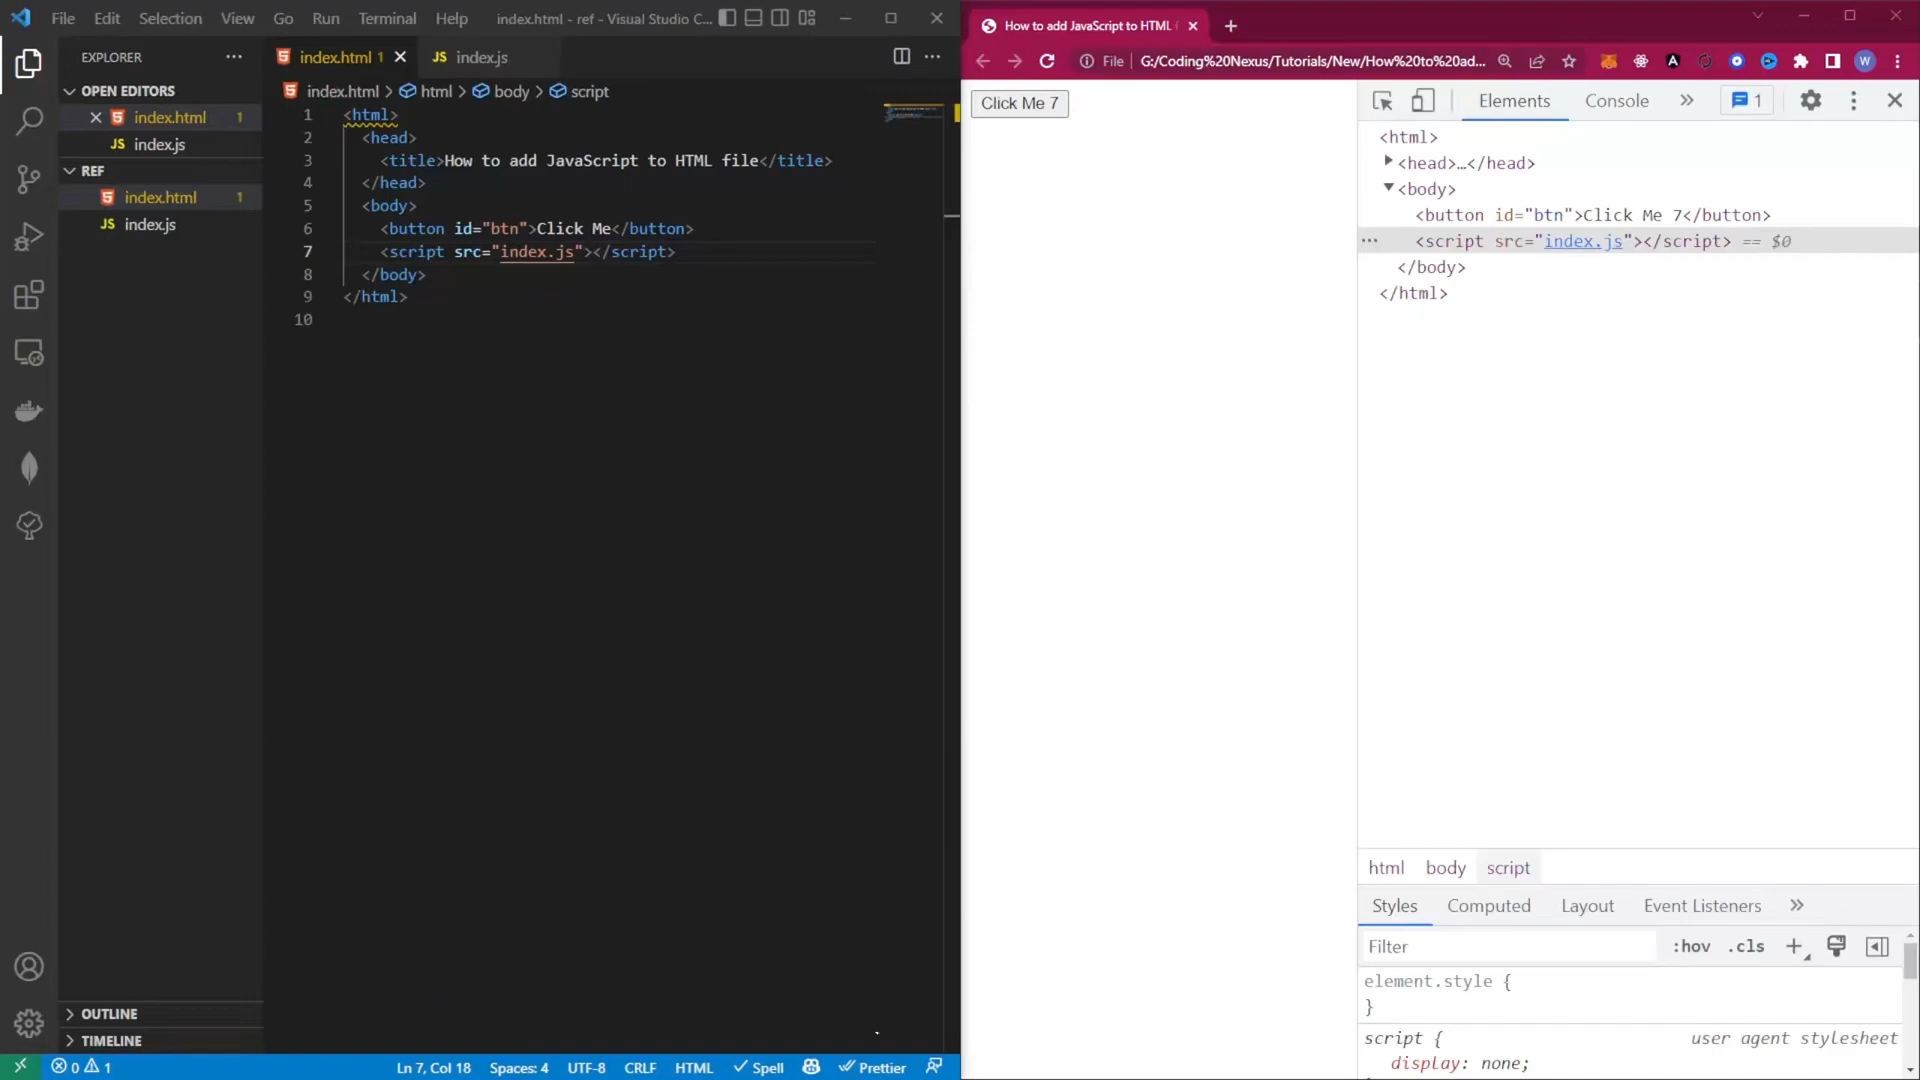 File Edit Selection View Go Run Terminal Help index.html - ref - Visual Studio C...
EXPLORER
OPEN EDITORS
index.html 1
JS index.js
REF
index.html 1
JS index.js
OUTLINE
TIMELINE
index.html 1
JS index.js
index.html > html > body > script
1 <html>
2 <head>
3 <title>How to add JavaScript to HTML file</title>
4 </head>
5 <body>
6 <button id="btn">Click Me</button>
7 <script src="index.js"></script>
8 </body>
9 </html>
10
0 1 Ln 7, Col 18 Spaces: 4 UTF-8 CRLF HTML Spell Prettier
How to add JavaScript to HTML
File | G:/Coding%20Nexus/Tutorials/New/How%20to%20ad...
A
W
Click Me 7
Elements Console 1
<html>
<head>…</head>
<body>
<button id="btn">Click Me 7</button>
<script src="index.js"></script> == $0
</body>
</html>
html body script
Styles Computed Layout Event Listeners
Filter :hov .cls
element.style {
}
script { user agent stylesheet
display: none;